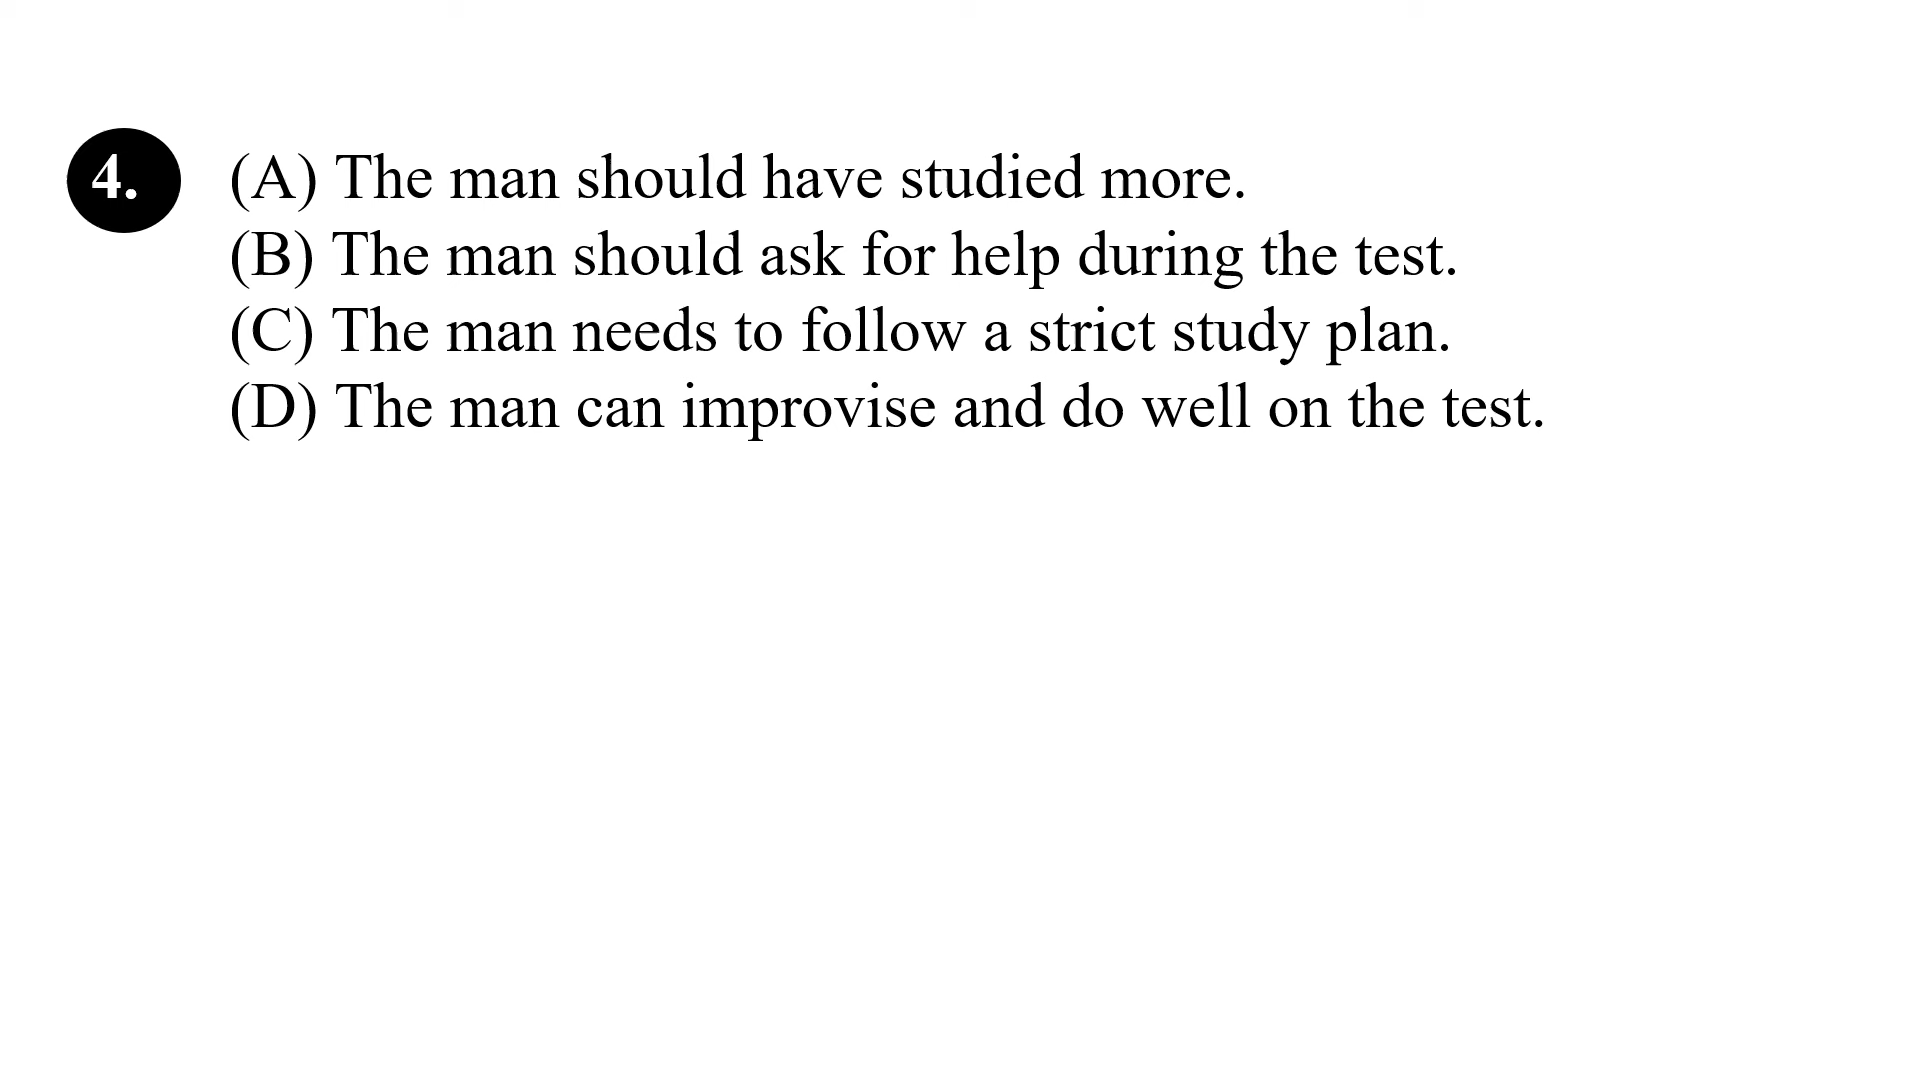 4. (A) The man should have studied more.
(B) The man should ask for help during the test.
(C) The man needs to follow a strict study plan.
(D) The man can improvise and do well on the test.